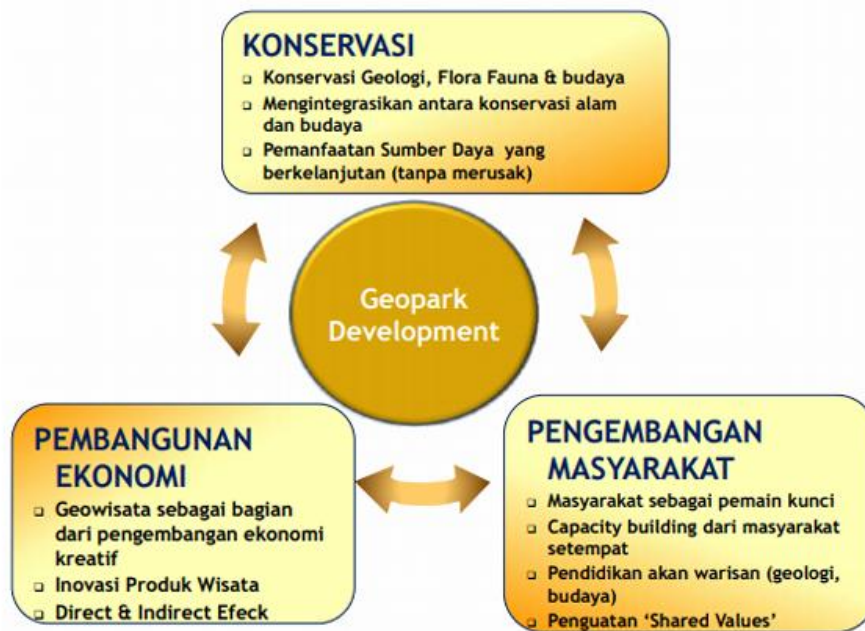 KONSERVASI
❑ Konservasi Geologi, Flora Fauna & budaya
❑ Mengintegrasikan antara konservasi alam
dan budaya
❑ Pemanfaatan Sumber Daya yang
berkelanjutan (tanpa merusak)
Geopark
Development
PEMBANGUNAN
EKONOMI
❑ Geowisata sebagai bagian
dari pengembangan ekonomi
kreatif
❑ Inovasi Produk Wisata
❑ Direct & Indirect Efeck
PENGEMBANGAN
MASYARAKAT
❑ Masyarakat sebagai pemain kunci
❑ Capacity building dari masyarakat
setempat
❑ Pendidikan akan warisan (geologi,
budaya)
❑ Penguatan ‘Shared Values’